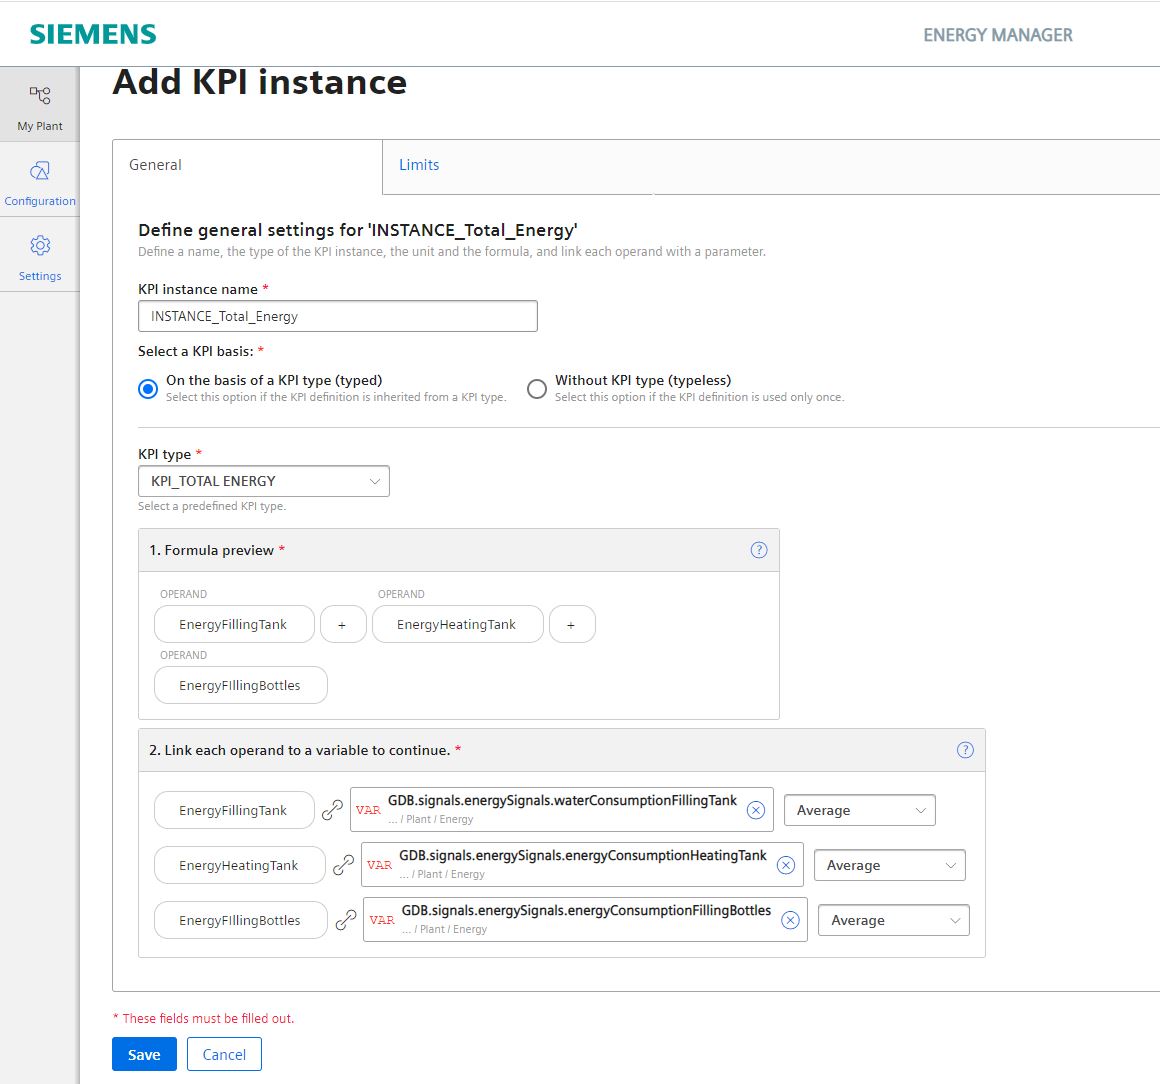 SIEMENS
ENERGY MANAGER
Add KPI instance
My Plant
Configuration
Settings
General
Limits
Define general settings for 'INSTANCE_Total_Energy'
Define a name, the type of the KPI instance, the unit and the formula, and link each operand with a parameter.
KPI instance name *
INSTANCE_Total_Energy
Select a KPI basis: *
On the basis of a KPI type (typed)
Select this option if the KPI definition is inherited from a KPI type.
Without KPI type (typeless)
Select this option if the KPI definition is used only once.
KPI type *
KPI_TOTAL ENERGY
Select a predefined KPI type.
1. Formula preview *
?
OPERAND
OPERAND
EnergyFillingTank
+
EnergyHeatingTank
+
OPERAND
EnergyFIllingBottles
2. Link each operand to a variable to continue. *
?
EnergyFillingTank
VAR
GDB.signals.energySignals.waterConsumptionFillingTank
... / Plant / Energy
Average
EnergyHeatingTank
VAR
GDB.signals.energySignals.energyConsumptionHeatingTank
... / Plant / Energy
Average
EnergyFIllingBottles
VAR
GDB.signals.energySignals.energyConsumptionFillingBottles
... / Plant / Energy
Average
* These fields must be filled out.
Save
Cancel